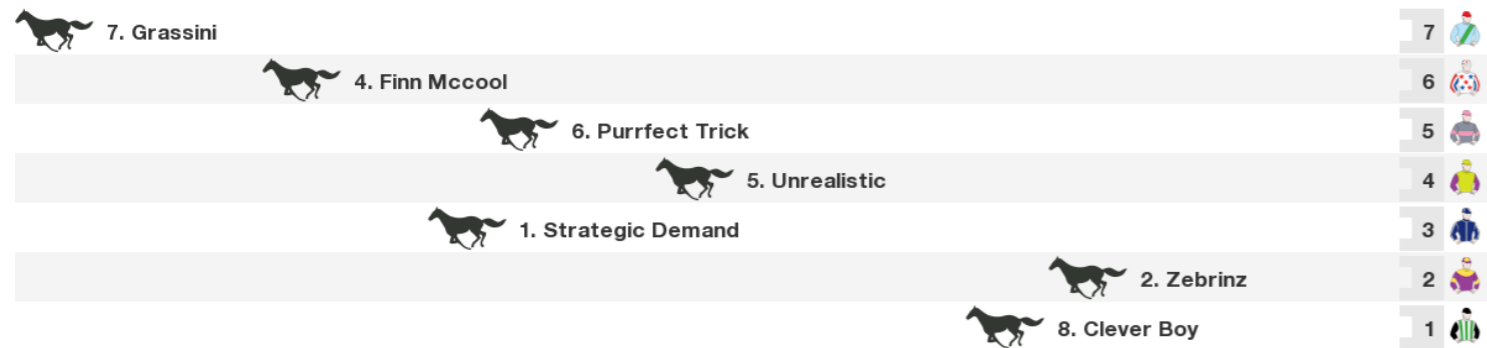 7. Grassini 7
4. Finn Mccool 6
6. Purrfect Trick 5
5. Unrealistic 4
1. Strategic Demand 3
2. Zebrinz 2
8. Clever Boy 1